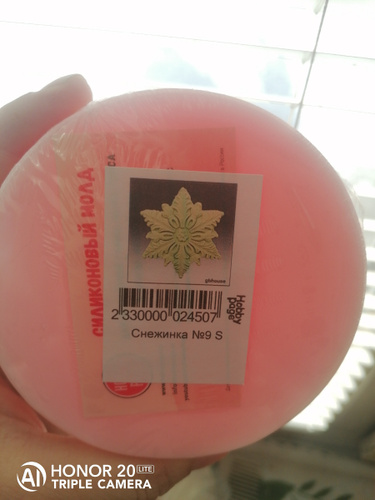 СИЛИКОНОВЫЙ МОЛД
Hobby
page
2 330000 024507
Снежинка №9 S
HONOR 20 LITE
TRIPLE CAMERA